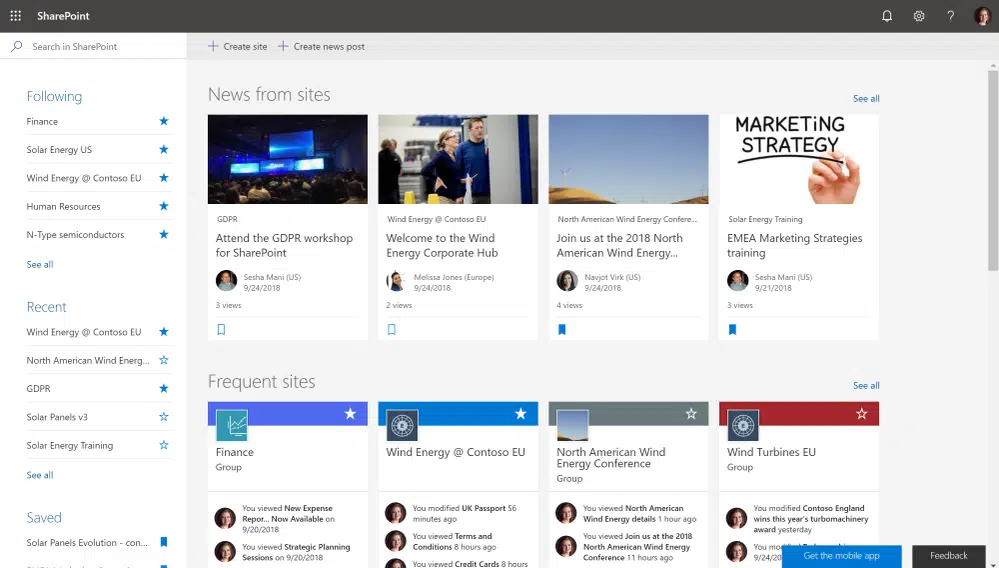 SharePoint
?
Search in SharePoint
Create site
Create news post
Following
Finance
Solar Energy US
Wind Energy @ Contoso EU
Human Resources
N-Type semiconductors
See all
Recent
Wind Energy @ Contoso EU
North American Wind Energ...
GDPR
Solar Panels v3
Solar Energy Training
See all
Saved
Solar Panels Evolution - con...
News from sites
See all
GDPR
Attend the GDPR workshop
for SharePoint
Sesha Mani (US)
9/24/2018
3 views
Wind Energy @ Contoso EU
Welcome to the Wind
Energy Corporate Hub
Melissa Jones (Europe)
9/24/2018
2 views
North American Wind Energy Confere...
Join us at the 2018 North
American Wind Energy...
Navjot Virk (US)
9/24/2018
4 views
MARKETiNG
STRATEGY
Solar Energy Training
EMEA Marketing Strategies
training
Sesha Mani (US)
9/21/2018
3 views
Frequent sites
See all
Finance
Group
You viewed New Expense
Repor... Now Available on
9/20/2018
You viewed Strategic Planning
Sessions on 9/20/2018
Wind Energy @ Contoso EU
You modified UK Passport 56
minutes ago
You viewed Terms and
Conditions 8 hours ago
You viewed Credit Cards 8 hours
North American Wind
Energy Conference
Group
You viewed North American
Wind Energy details 1 hour ago
You viewed Join us at the 2018
North American Wind Energy
Conference 11 hours ago
Wind Turbines EU
Group
You modified Contoso England
wins this year's turbomachinery
award yesterday
You
9/24/20
Get the mobile app
Feedback